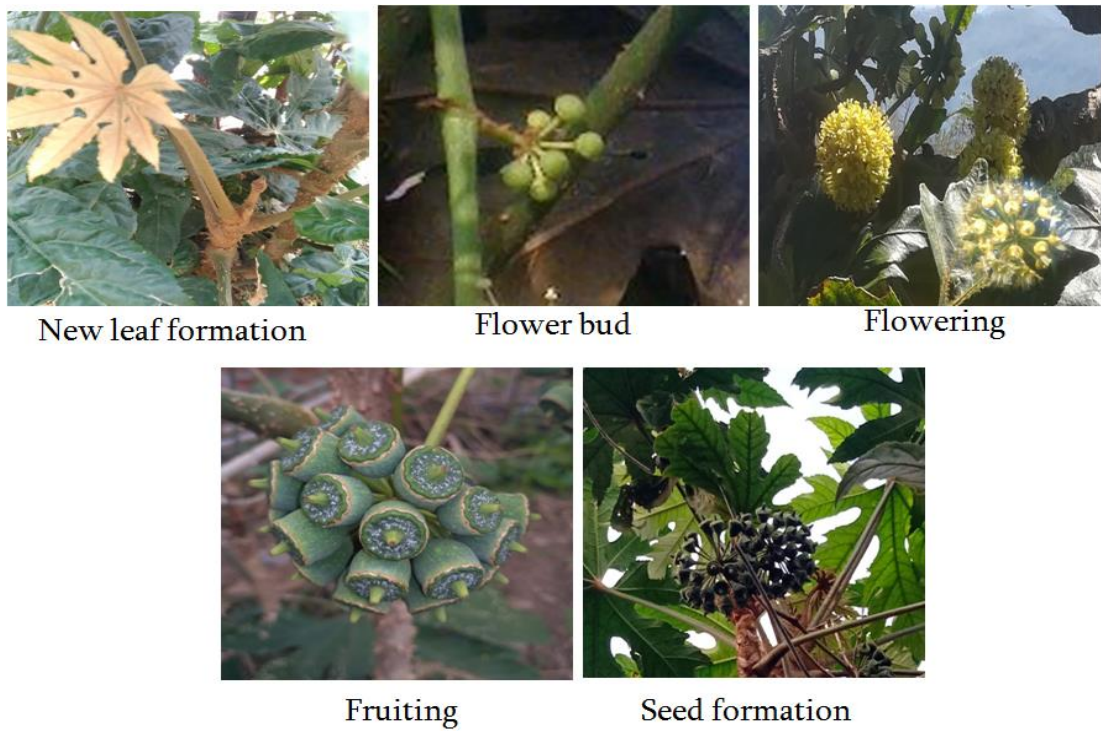 New leaf formation
Flower bud
Flowering
Fruiting
Seed formation